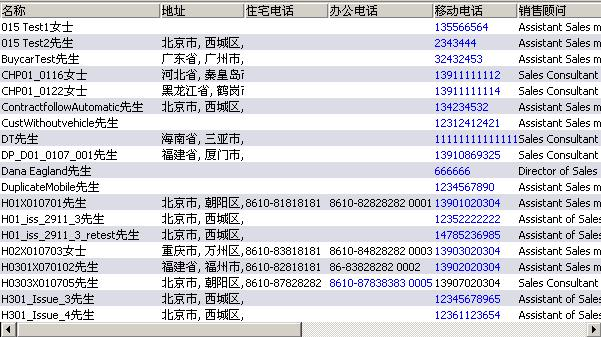 名称 地址 住宅电话 办公电话 移动电话 销售顾问
015 Test1女士 135566564 Assistant Sales m
015 Test2先生 北京市, 西城区, 2343444 Assistant Sales m
BuycarTest先生 广东省, 广州市, 32432453 Assistant Sales m
CHP01_0116女士 河北省, 秦皇岛市 13911111112 Sales Consultant
CHP01_0122女士 黑龙江省, 鹤岗市 13911111114 Sales Consultant
ContractfollowAutomatic先生 北京市, 西城区, 134234532 Assistant Sales m
CustWithoutvehicle先生 12312412421 Assistant Sales m
DT先生 海南省, 三亚市, 111111111111111 Sales Consultant
DP_D01_0107_001先生 福建省, 厦门市, 13910869325 Sales Consultant
Dana Eagland先生 666666 Director of Sales
DuplicateMobile先生 1234567890 Assistant Sales m
H01X010701先生 北京市, 朝阳区, 8610-81818181 8610-82828282 0001 13901020304 Assistant Sales m
H01_iss_2911_3先生 北京市, 西城区, 12352222222 Assistant of Sales
H01_iss_2911_3_retest先生 北京市, 西城区, 14785236985 Assistant of Sales
H02X010703女士 重庆市, 万州区, 8610-83818181 8610-84828282 0003 13903020304 Assistant Sales m
H0301X070102先生 福建省, 福州市, 8610-82818181 86-83828282 0002 13902020304 Assistant Sales m
H0303X010705先生 北京市, 朝阳区, 8610-87828282 8610-87838383 0005 13907020304 Sales Consultant
H301_Issue_3先生 北京市, 西城区, 12345678965 Assistant of Sales
H301_Issue_4先生 北京市, 西城区, 12361123654 Assistant of Sales